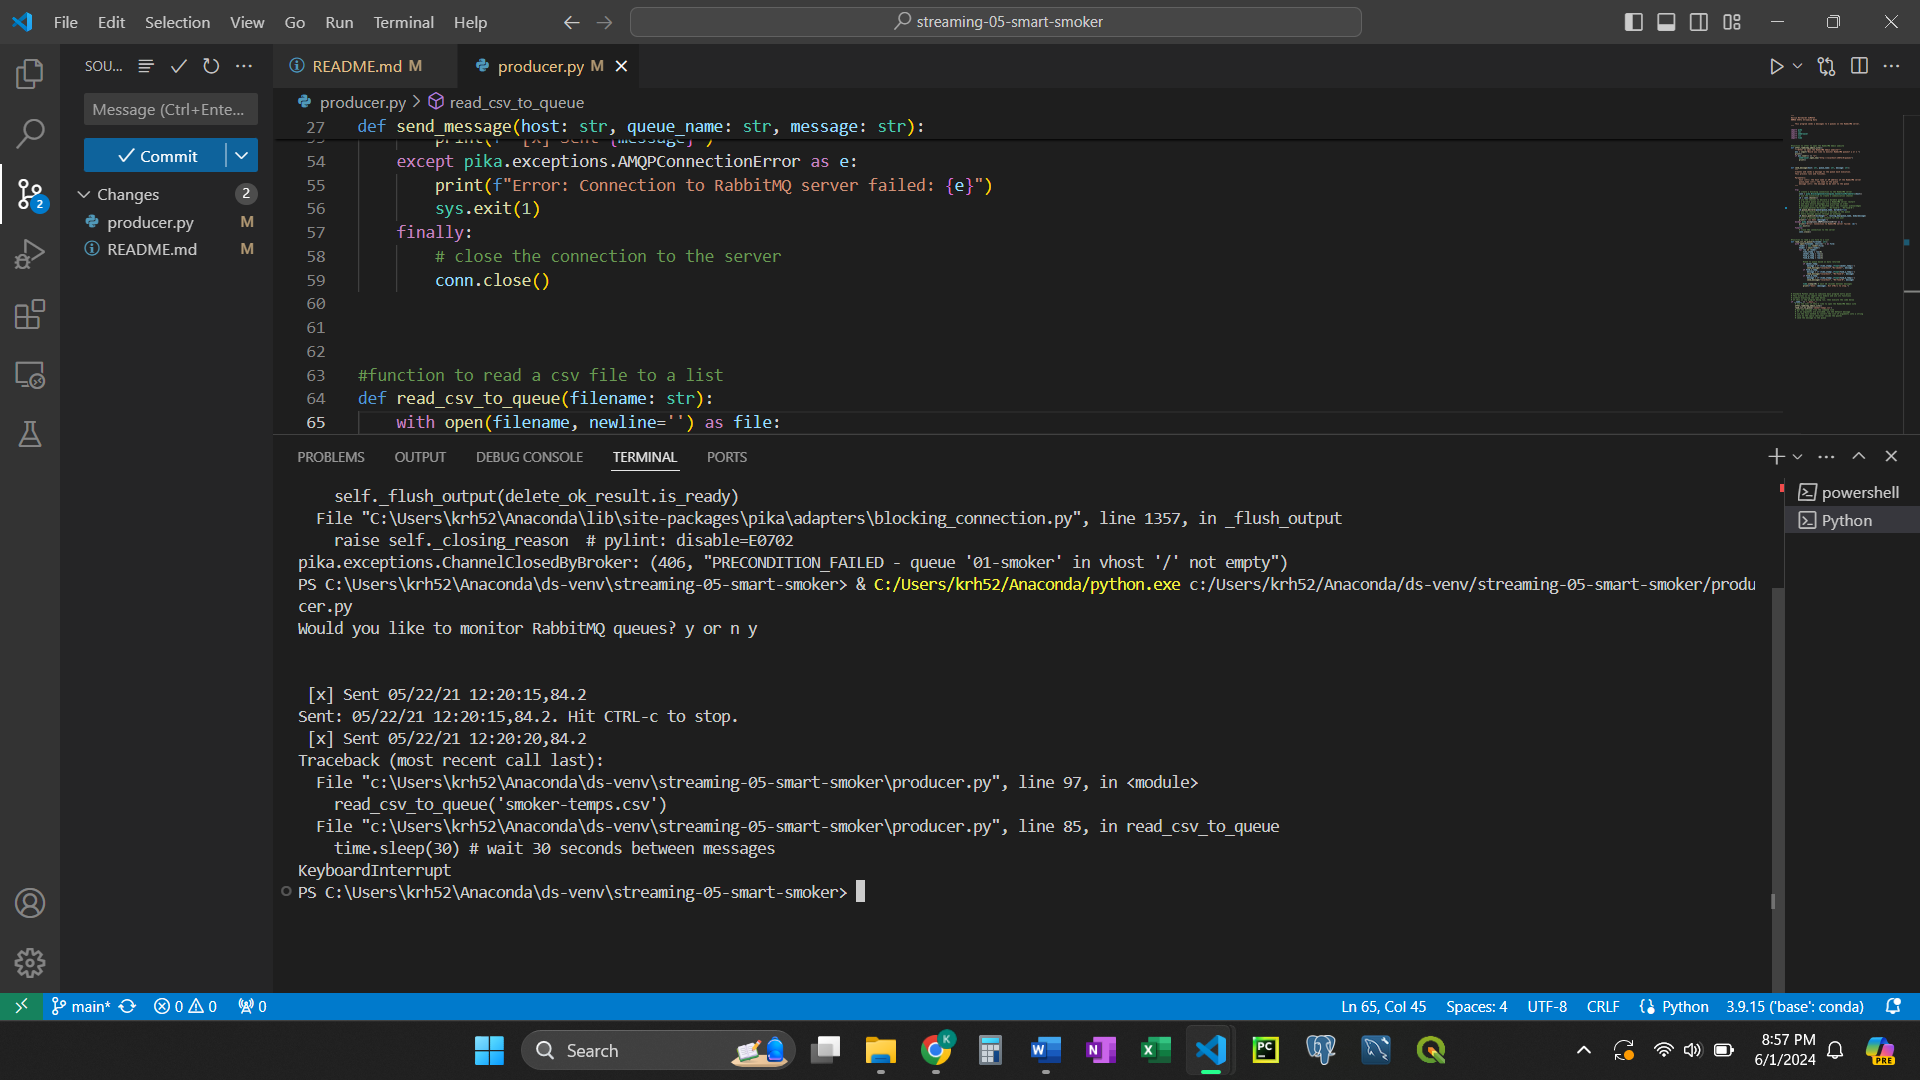 File Edit Selection View Go Run Terminal Help
streaming-05-smart-smoker
SOU...
README.md M
producer.py M
Message (Ctrl+Ente...
Commit
Changes 2
producer.py M
README.md M
2
producer.py > read_csv_to_queue
27 def send_message(host: str, queue_name: str, message: str):
54 except pika.exceptions.AMQPConnectionError as e:
55 print(f"Error: Connection to RabbitMQ server failed: {e}")
56 sys.exit(1)
57 finally:
58 # close the connection to the server
59 conn.close()
60
61
62
63 #function to read a csv file to a list
64 def read_csv_to_queue(filename: str):
65 with open(filename, newline='') as file:
PROBLEMS OUTPUT DEBUG CONSOLE TERMINAL PORTS
powershell
Python
self._flush_output(delete_ok_result.is_ready)
File "C:\Users\krh52\Anaconda\lib\site-packages\pika\adapters\blocking_connection.py", line 1357, in _flush_output
raise self._closing_reason # pylint: disable=E0702
pika.exceptions.ChannelClosedByBroker: (406, "PRECONDITION_FAILED - queue '01-smoker' in vhost '/' not empty")
PS C:\Users\krh52\Anaconda\ds-venv\streaming-05-smart-smoker> & C:/Users/krh52/Anaconda/python.exe c:/Users/krh52/Anaconda/ds-venv/streaming-05-smart-smoker/produ
cer.py
Would you like to monitor RabbitMQ queues? y or n y
[x] Sent 05/22/21 12:20:15,84.2
Sent: 05/22/21 12:20:15,84.2. Hit CTRL-c to stop.
[x] Sent 05/22/21 12:20:20,84.2
Traceback (most recent call last):
File "c:\Users\krh52\Anaconda\ds-venv\streaming-05-smart-smoker\producer.py", line 97, in <module>
read_csv_to_queue('smoker-temps.csv')
File "c:\Users\krh52\Anaconda\ds-venv\streaming-05-smart-smoker\producer.py", line 85, in read_csv_to_queue
time.sleep(30) # wait 30 seconds between messages
KeyboardInterrupt
PS C:\Users\krh52\Anaconda\ds-venv\streaming-05-smart-smoker>
main* 0 0 0 Ln 65, Col 45 Spaces: 4 UTF-8 CRLF Python 3.9.15 ('base': conda)
Search
8:57 PM
6/1/2024